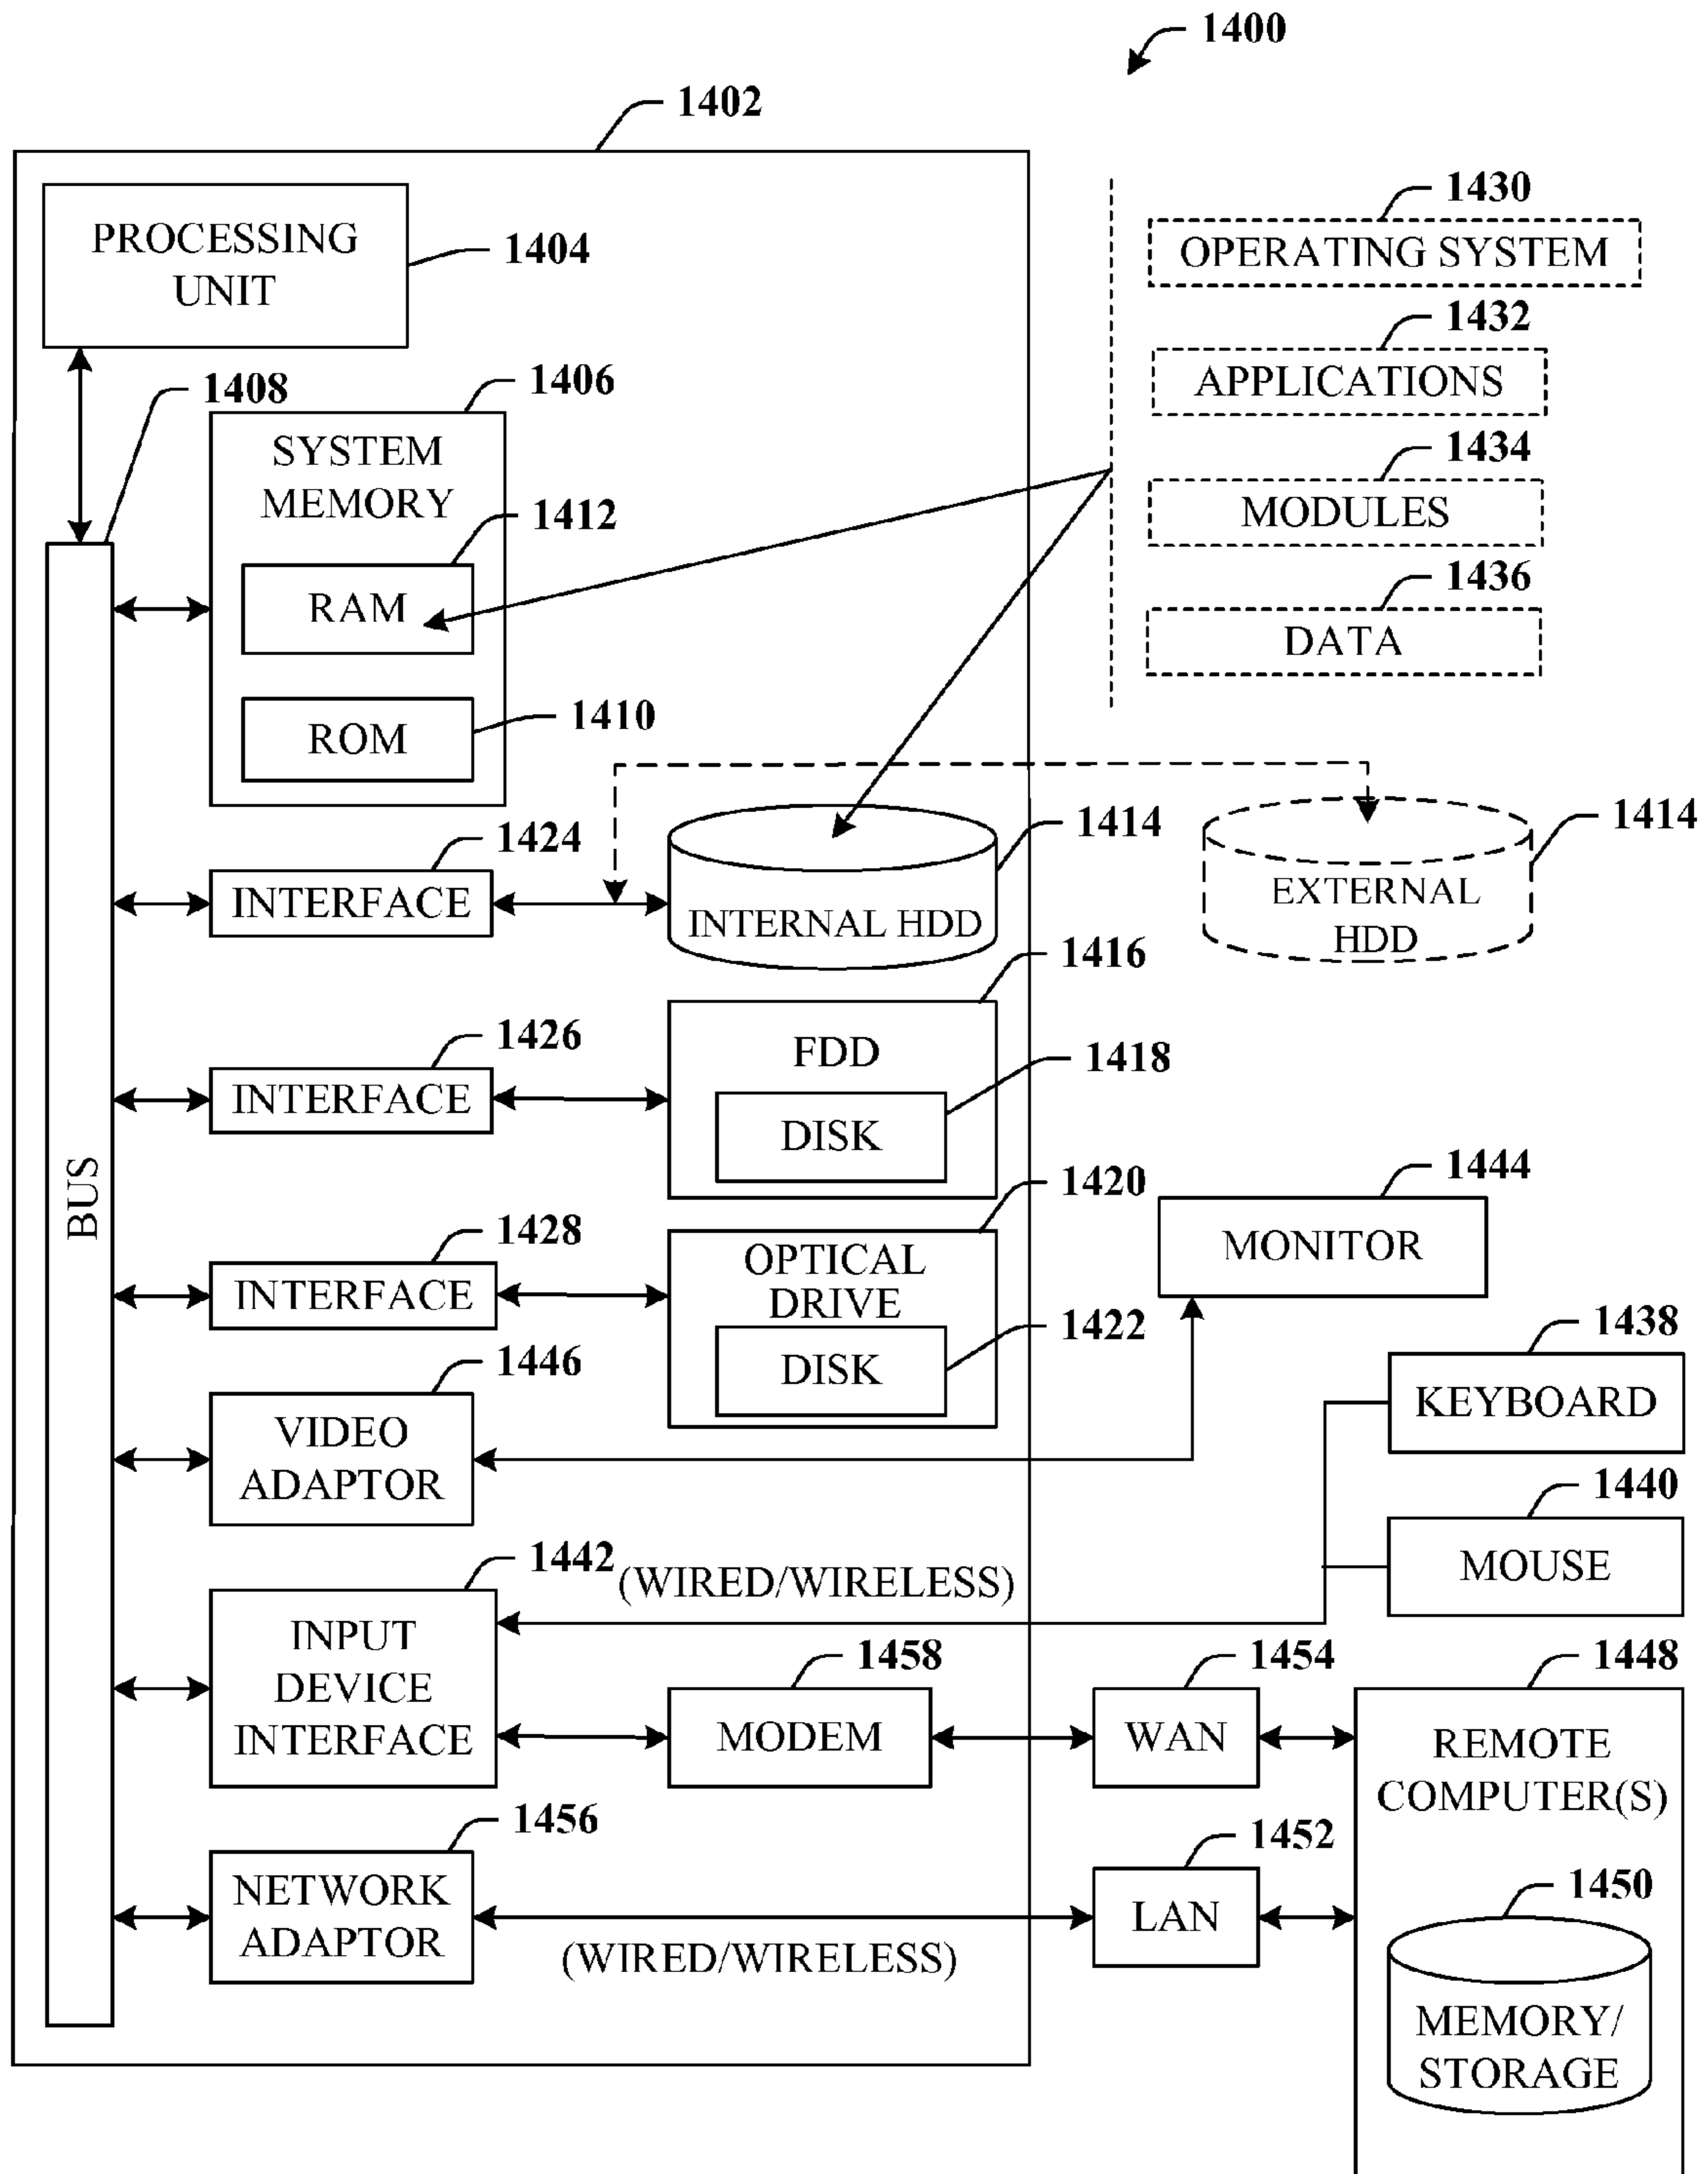 1400
1402
PROCESSING
UNIT
1404
1430
OPERATING SYSTEM
1432
APPLICATIONS
1434
MODULES
1436
DATA
1408
1406
SYSTEM
MEMORY
1412
RAM
1410
ROM
1424
INTERFACE
1414
INTERNAL HDD
1414
EXTERNAL
HDD
1426
INTERFACE
1416
FDD
1418
DISK
BUS
1428
INTERFACE
1420
OPTICAL
DRIVE
1422
DISK
1444
MONITOR
1446
VIDEO
ADAPTOR
1438
KEYBOARD
1440
MOUSE
1442
(WIRED/WIRELESS)
INPUT
DEVICE
INTERFACE
1458
MODEM
1454
WAN
1448
REMOTE
COMPUTER(S)
1456
NETWORK
ADAPTOR
(WIRED/WIRELESS)
1452
LAN
1450
MEMORY/
STORAGE